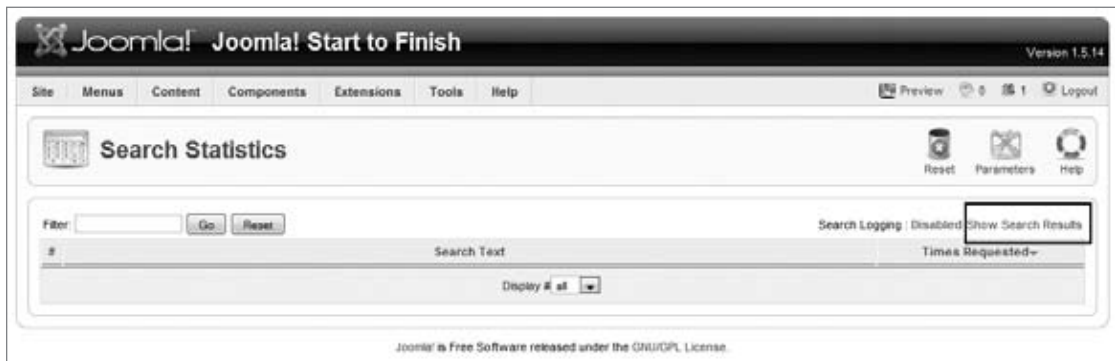 Joomla! Joomla! Start to Finish
Version 1.5.14
Site Menus Content Components Extensions Tools Help Preview 0 1 Logout
Search Statistics
Reset Parameters Help
Filter: Go Reset Search Logging : Disabled Show Search Results
# Search Text Times Requested
Display # all
Joomla! is Free Software released under the GNU/GPL License.